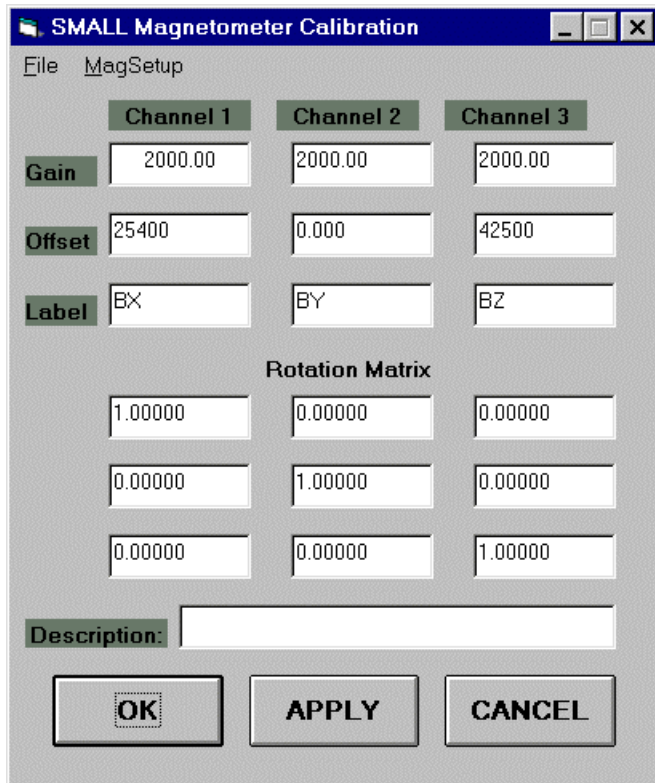 SMALL Magnetometer Calibration
File MagSetup
Channel 1 Channel 2 Channel 3
Gain 2000.00 2000.00 2000.00
Offset 25400 0.000 42500
Label BX BY BZ
Rotation Matrix
1.00000 0.00000 0.00000
0.00000 1.00000 0.00000
0.00000 0.00000 1.00000
Description:
OK APPLY CANCEL